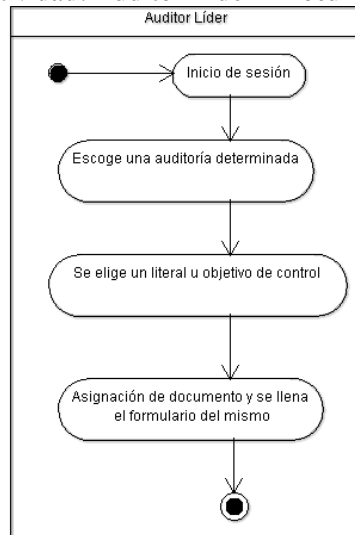 Auditor Líder
Inicio de sesión
Escoge una auditoría determinada
Se elige un literal u objetivo de control
Asignación de documento y se llena
el formulario del mismo